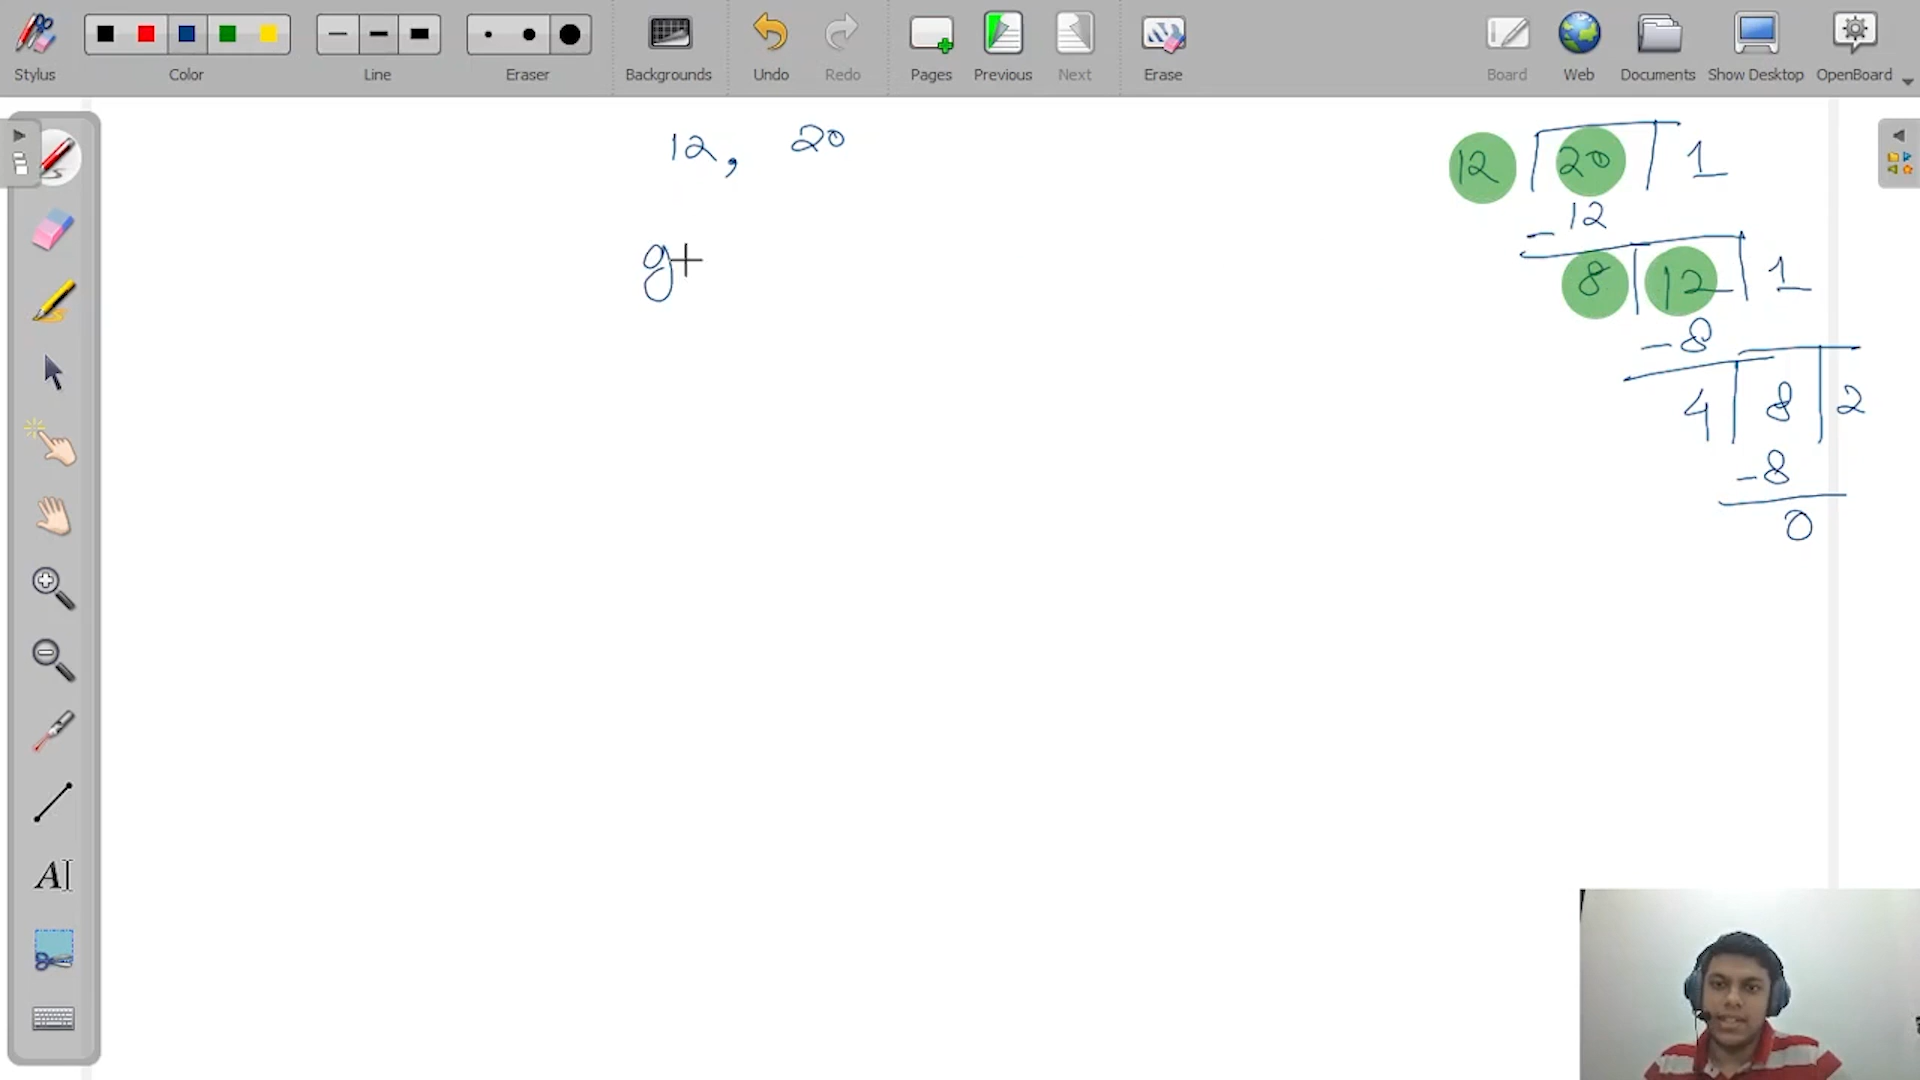 Stylus Color Line Eraser Backgrounds Undo Redo Pages Previous Next Erase Board Web Documents Show Desktop OpenBoard
12, 20
g
12 20 1
- 12
8 12 1
- 8
4 8 2
- 8
0
A